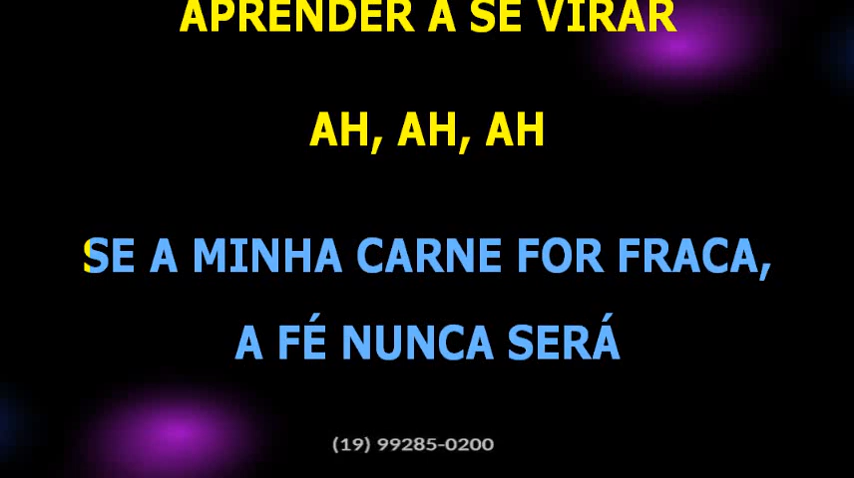 APRENDER A SE VIRAR
AH, AH, AH
SE A MINHA CARNE FOR FRACA,
A FÉ NUNCA SERÁ
(19) 99285-0200